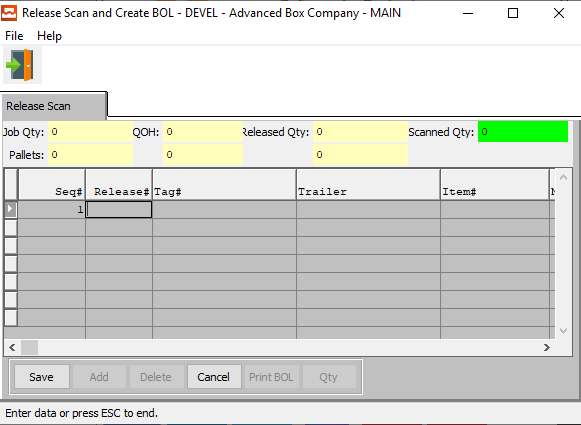 Release Scan and Create BOL - DEVEL - Advanced Box Company - MAIN
File Help
Release Scan
Job Qty: 0 QOH: 0 Released Qty: 0 Scanned Qty: 0
Pallets: 0 0 0
Seq# Release# Tag# Trailer Item#
1
Save Add Delete Cancel Print BOL Qty
Enter data or press ESC to end.